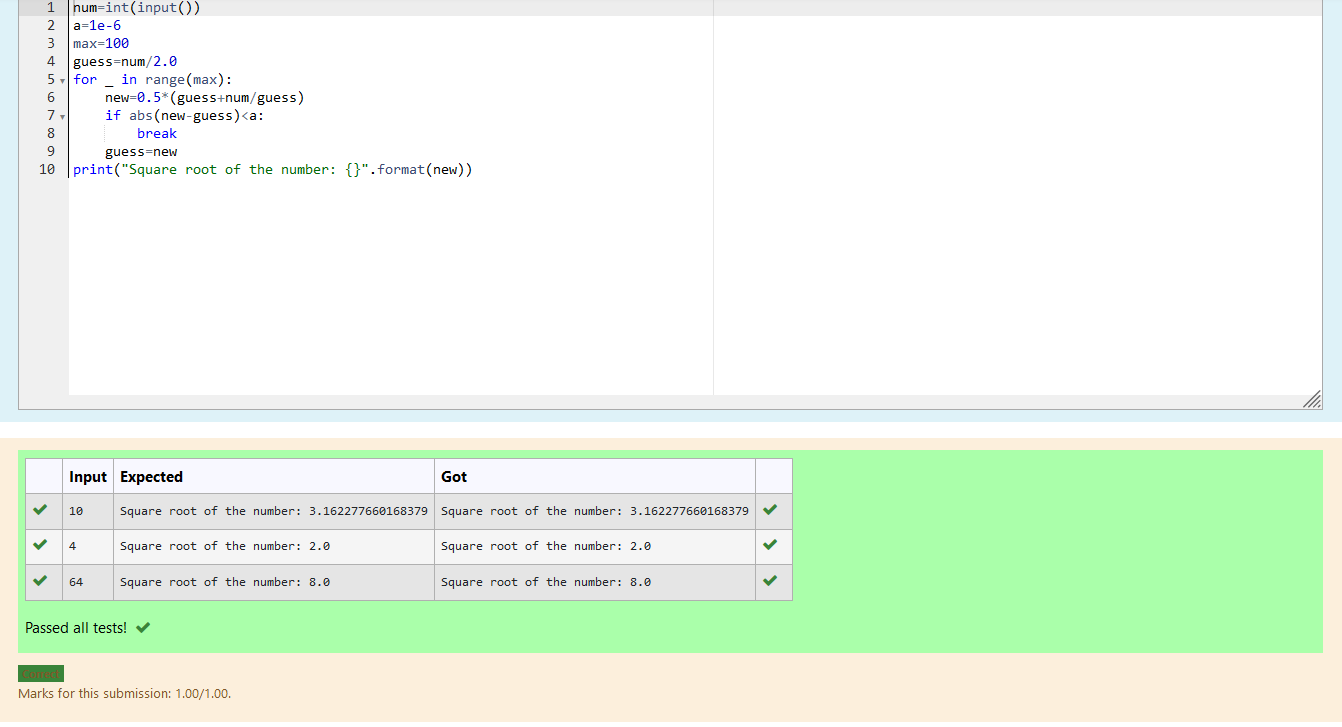 1 num=int(input())
2 a=1e-6
3 max=100
4 guess=num/2.0
5 for _ in range(max):
6     new=0.5*(guess+num/guess)
7     if abs(new-guess)<a:
8         break
9     guess=new
10 print("Square root of the number: {}".format(new))
Input Expected Got
10 Square root of the number: 3.162277660168379 Square root of the number: 3.162277660168379
4 Square root of the number: 2.0 Square root of the number: 2.0
64 Square root of the number: 8.0 Square root of the number: 8.0
Passed all tests!
Correct
Marks for this submission: 1.00/1.00.